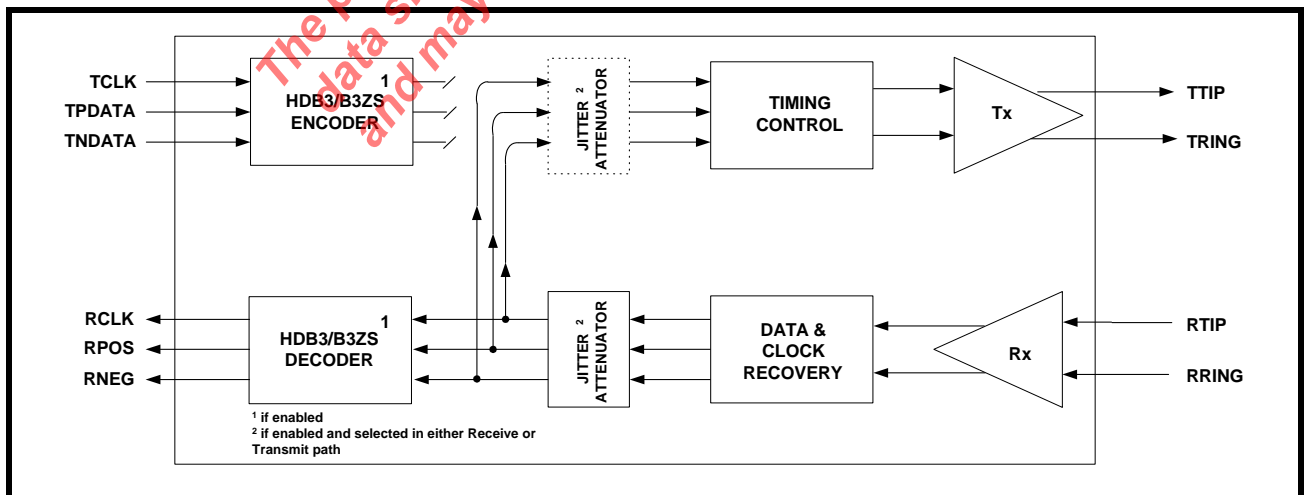 The p
data s
and may
TCLK
TPDATA
TNDATA
1
HDB3/B3ZS
ENCODER
JITTER 2
ATTENUATOR
TIMING
CONTROL
Tx
TTIP
TRING
RCLK
RPOS
RNEG
1
HDB3/B3ZS
DECODER
JITTER 2
ATTENUATOR
DATA &
CLOCK
RECOVERY
Rx
RTIP
RRING
1 if enabled
2 if enabled and selected in either Receive or
Transmit path